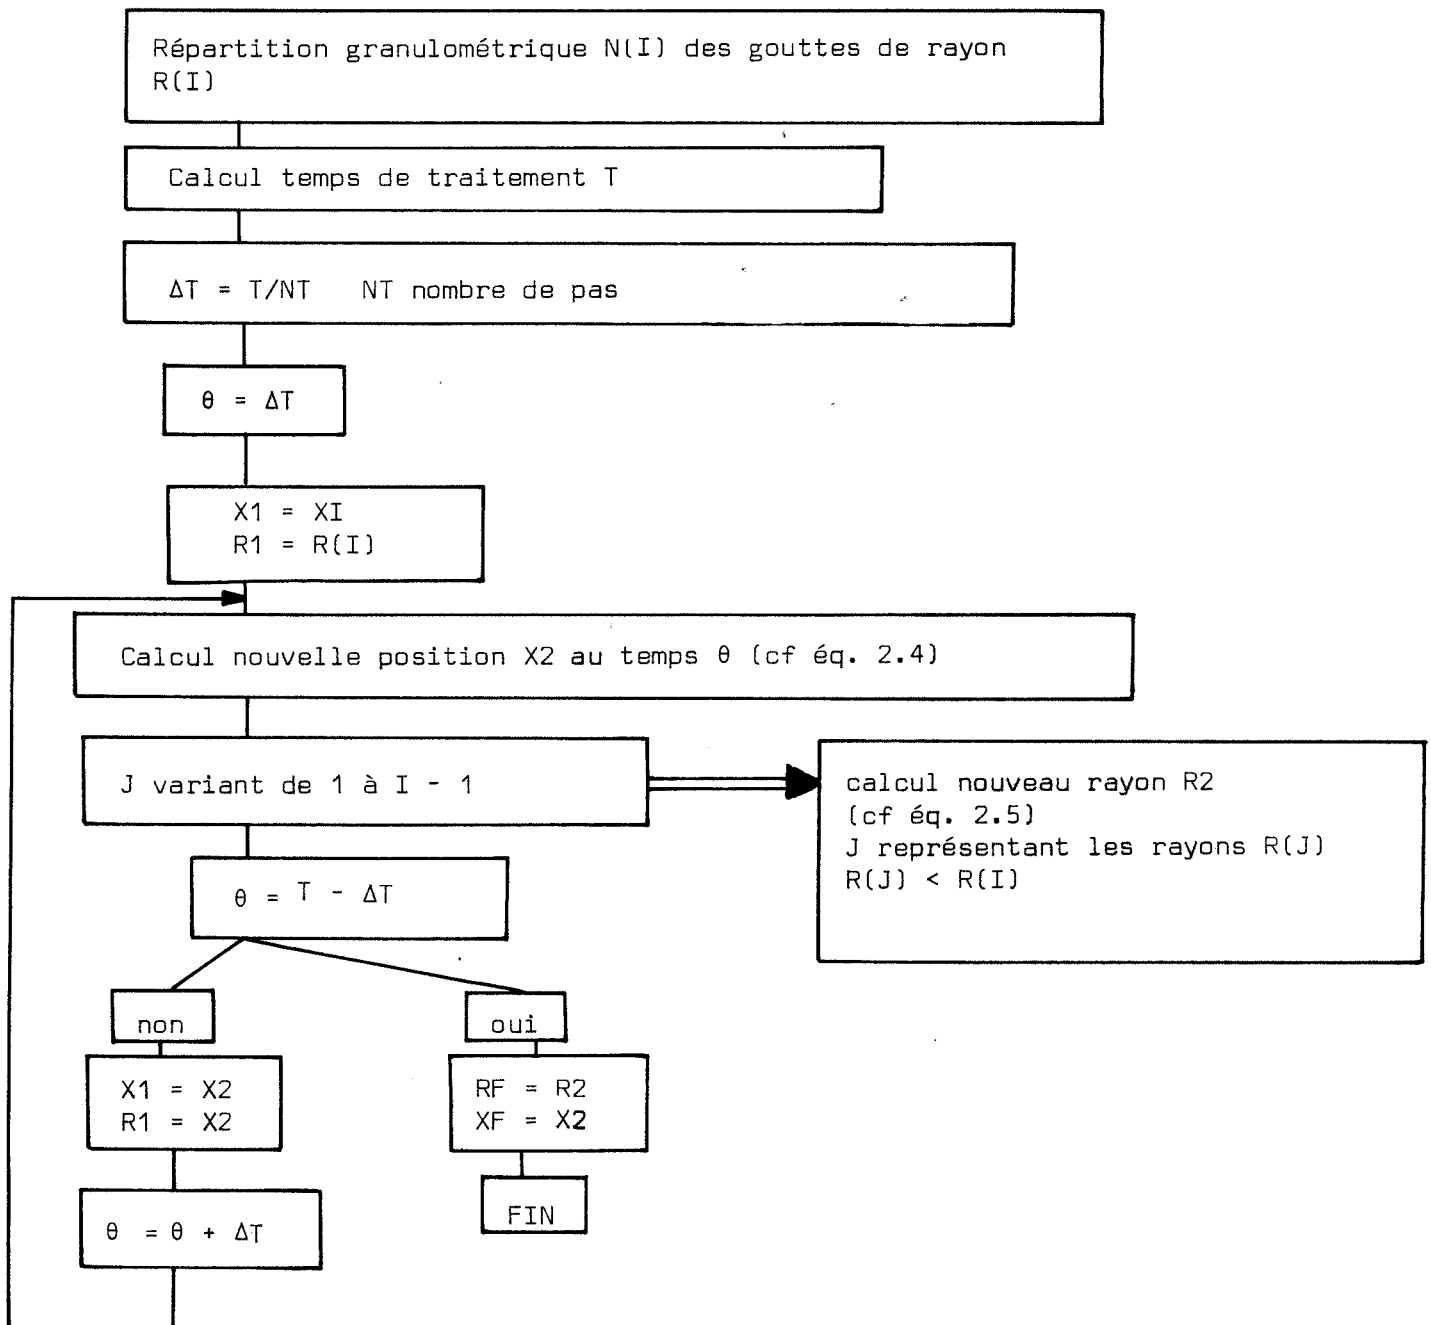 Répartition granulométrique N(I) des gouttes de rayon
R(I)
Calcul temps de traitement T
ΔT = T/NT NT nombre de pas
θ = ΔT
X1 = XI
R1 = R(I)
Calcul nouvelle position X2 au temps θ (cf éq. 2.4)
J variant de 1 à I - 1
calcul nouveau rayon R2
(cf éq. 2.5)
J représentant les rayons R(J)
R(J) < R(I)
θ = T - ΔT
non
oui
X1 = X2
R1 = X2
RF = R2
XF = X2
θ = θ + ΔT
FIN